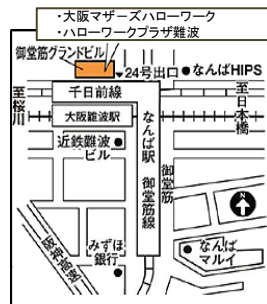 ・大阪マザーズハローワーク
・ハローワークプラザ難波
御堂筋グランドビル
24号出口
なんばHIPS
至桜川
千日前線
至日本橋
大阪難波駅
近鉄難波
ビル
なんば駅
御堂筋線
御堂筋
阪神高速
みずほ
銀行
なんば
マルイ
N